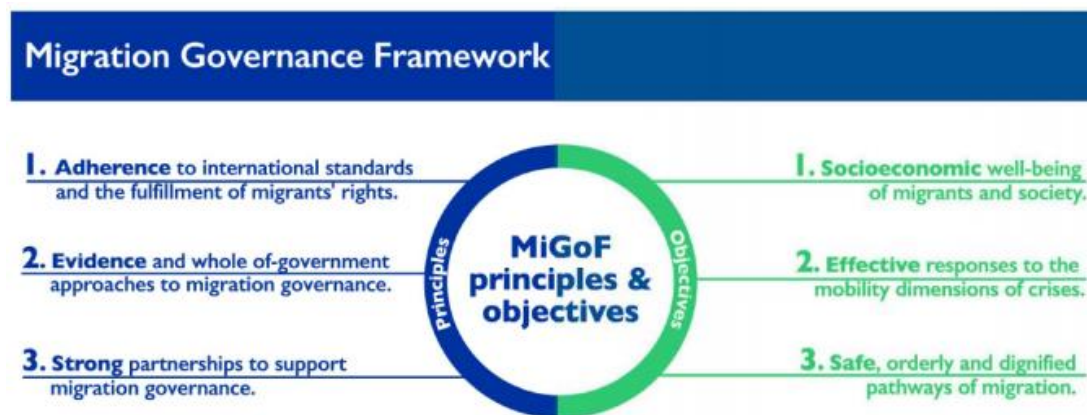 Migration Governance Framework
1. Adherence to international standards
and the fulfillment of migrants' rights.
2. Evidence and whole of-government
approaches to migration governance.
3. Strong partnerships to support
migration governance.
Principles
MiGoF
principles &
objectives
Objectives
1. Socioeconomic well-being
of migrants and society.
2. Effective responses to the
mobility dimensions of crises.
3. Safe, orderly and dignified
pathways of migration.